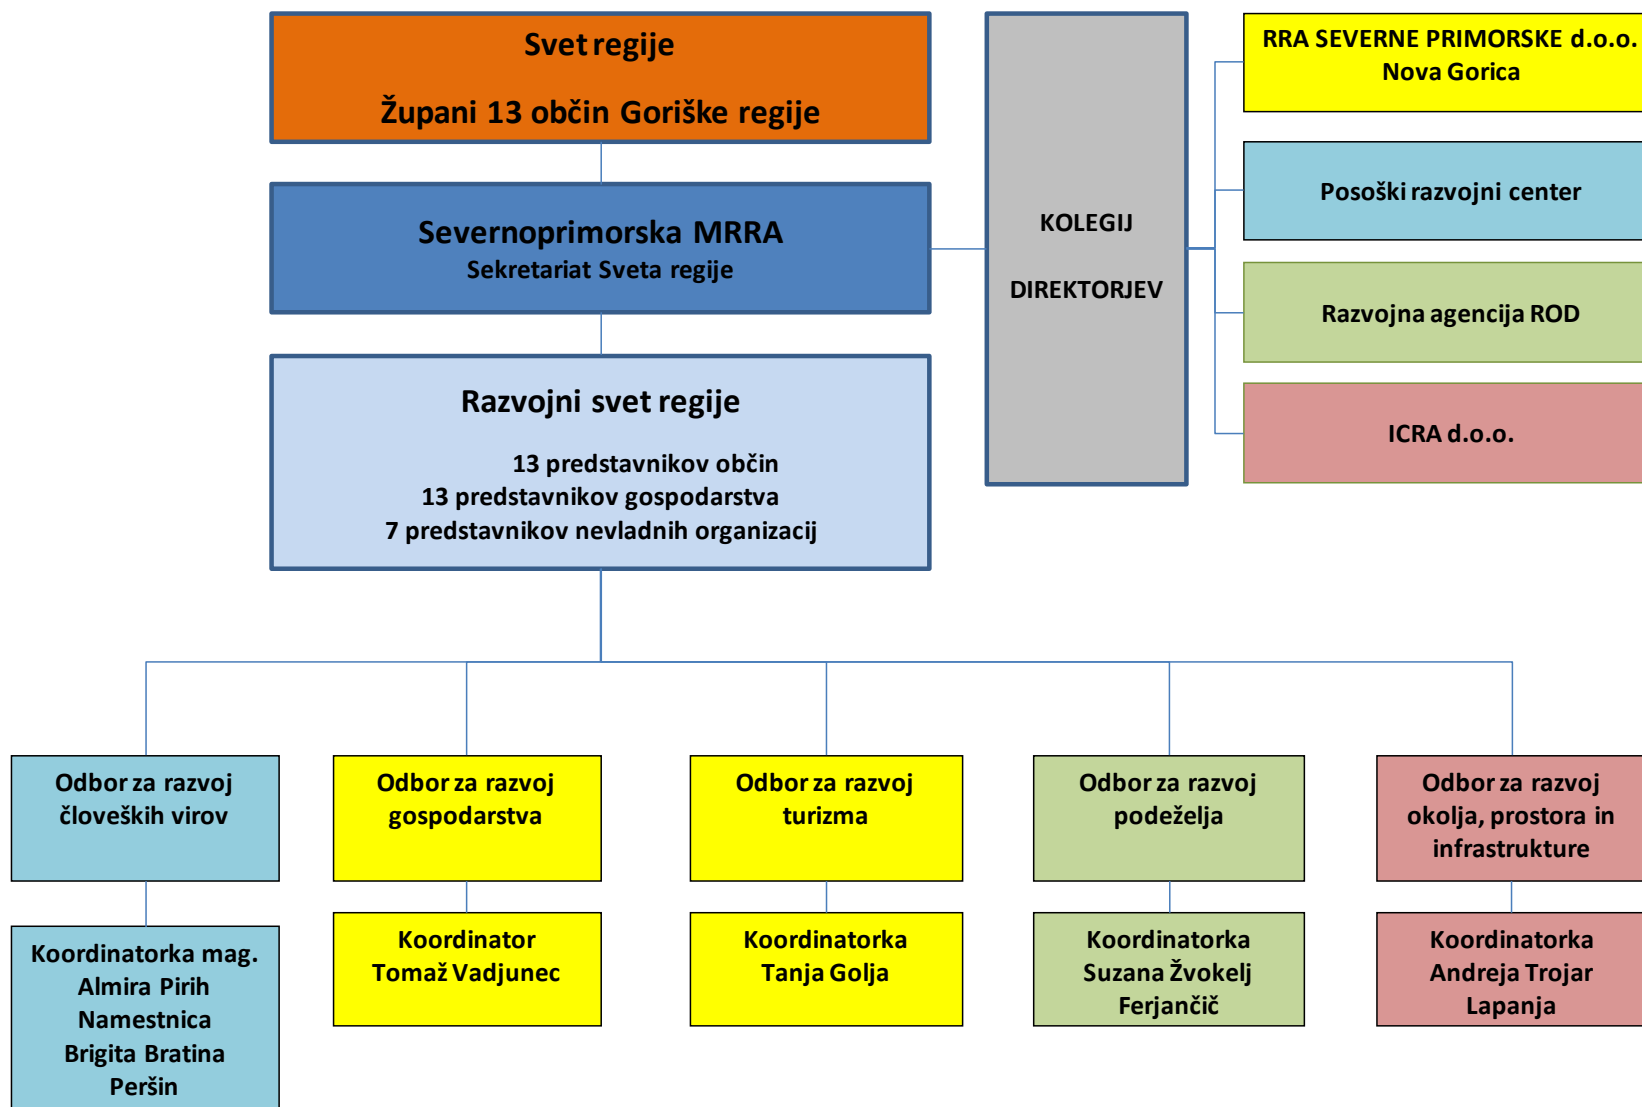 Svet regije
Župani 13 občin Goriške regije
Severnoprimorska MRRA
Sekretariat Sveta regije
Razvojni svet regije
13 predstavnikov občin
13 predstavnikov gospodarstva
7 predstavnikov nevladnih organizacij
KOLEGIJ
DIREKTORJEV
RRA SEVERNE PRIMORSKE d.o.o.
Nova Gorica
Posoški razvojni center
Razvojna agencija ROD
ICRA d.o.o.
Odbor za razvoj
človeških virov
Odbor za razvoj
gospodarstva
Odbor za razvoj
turizma
Odbor za razvoj
podeželja
Odbor za razvoj
okolja, prostora in
infrastrukture
Koordinatorka mag.
Almira Pirih
Namestnica
Brigita Bratina
Peršin
Koordinator
Tomaž Vadjunec
Koordinatorka
Tanja Golja
Koordinatorka
Suzana Žvokelj
Ferjančič
Koordinatorka
Andreja Trojar
Lapanja